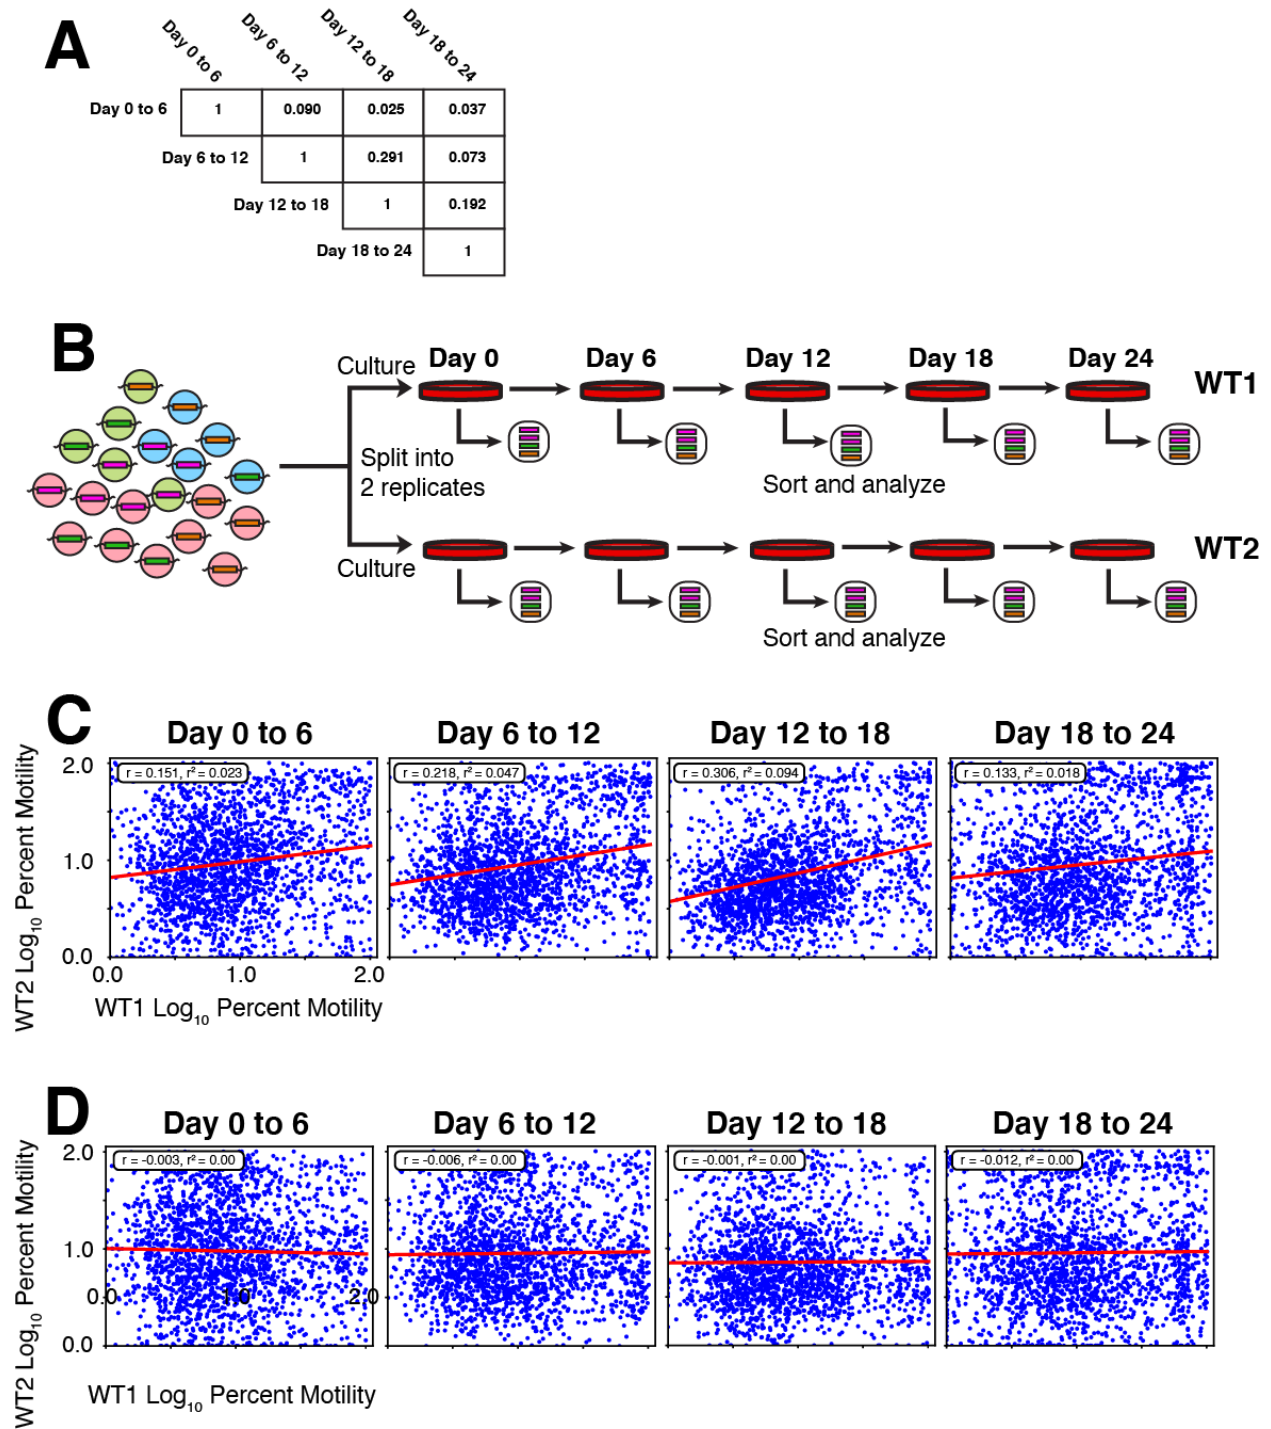 A
Day 0 to 6
Day 6 to 12
Day 12 to 18
Day 18 to 24
Day 0 to 6 1 0.090 0.025 0.037
Day 6 to 12 1 0.291 0.073
Day 12 to 18 1 0.192
Day 18 to 24 1
B
Culture Day 0 Day 6 Day 12 Day 18 Day 24
WT1
Split into
2 replicates
Sort and analyze
Culture
WT2
Sort and analyze
C
Day 0 to 6 Day 6 to 12 Day 12 to 18 Day 18 to 24
WT2 Log10 Percent Motility
2.0
1.0
0.0
r = 0.151, r² = 0.023
r = 0.218, r² = 0.047
r = 0.306, r² = 0.094
r = 0.133, r² = 0.018
0.0 1.0 2.0
WT1 Log10 Percent Motility
D
Day 0 to 6 Day 6 to 12 Day 12 to 18 Day 18 to 24
WT2 Log10 Percent Motility
2.0
1.0
0.0
r = -0.003, r² = 0.00
r = -0.006, r² = 0.00
r = -0.001, r² = 0.00
r = -0.012, r² = 0.00
0.0 1.0 2.0
WT1 Log10 Percent Motility